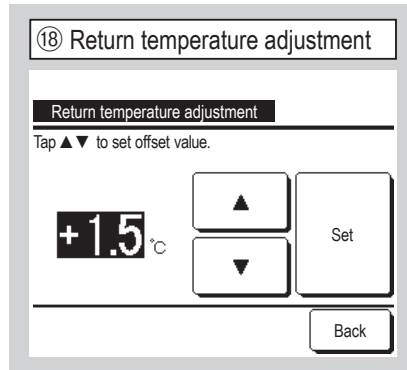 ⑱ Return temperature adjustment
Return temperature adjustment
Tap ▲▼ to set offset value.
+1.5 °C
▲
▼
Set
Back